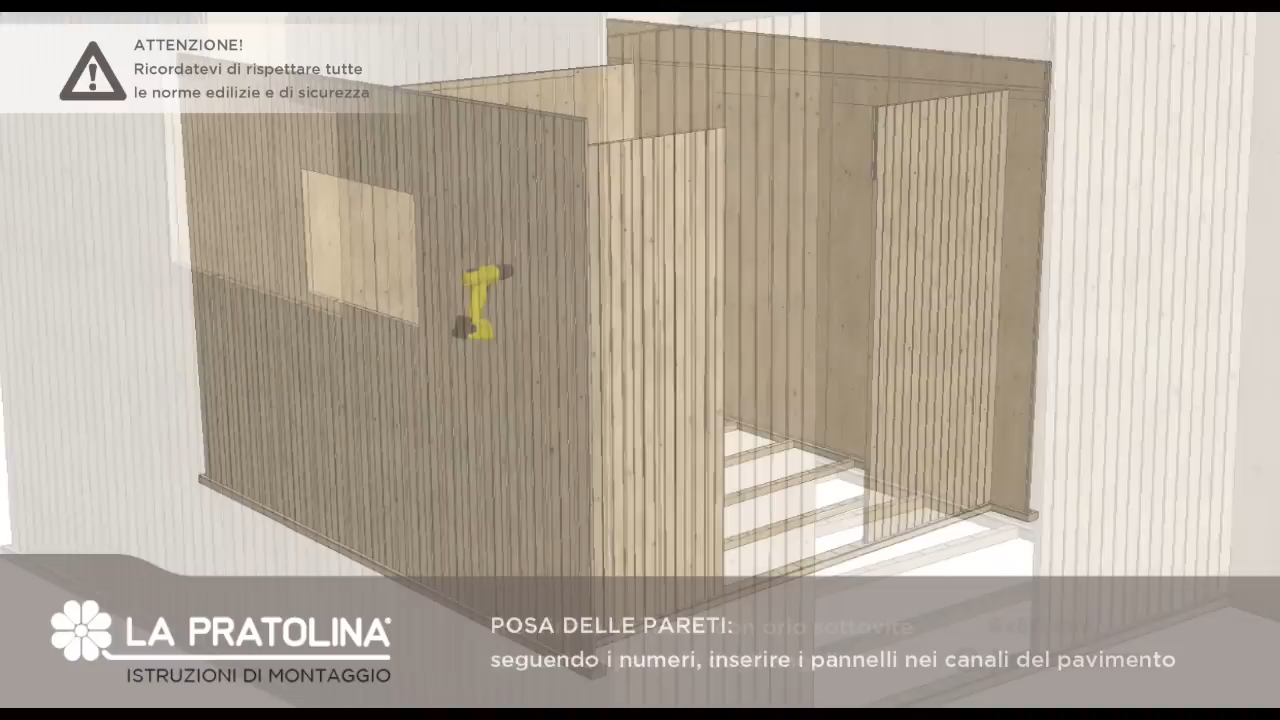 ATTENZIONE!
Ricordatevi di rispettare tutte
le norme edilizie e di sicurezza
LA PRATOLINA
ISTRUZIONI DI MONTAGGIO
POSA DELLE PARETI:
seguendo i numeri, inserire i pannelli nei canali del pavimento